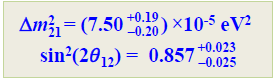 Δm²₂₁ = (7.50 +0.19 −0.20) ×10⁻⁵ eV²
sin²(2θ₁₂) = 0.857 +0.023 −0.025